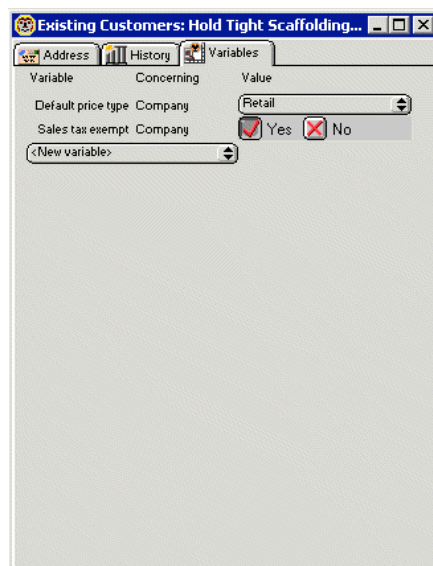 Existing Customers: Hold Tight Scaffolding...
Address History Variables
Variable Concerning Value
Default price type Company Retail
Sales tax exempt Company Yes No
<New variable>